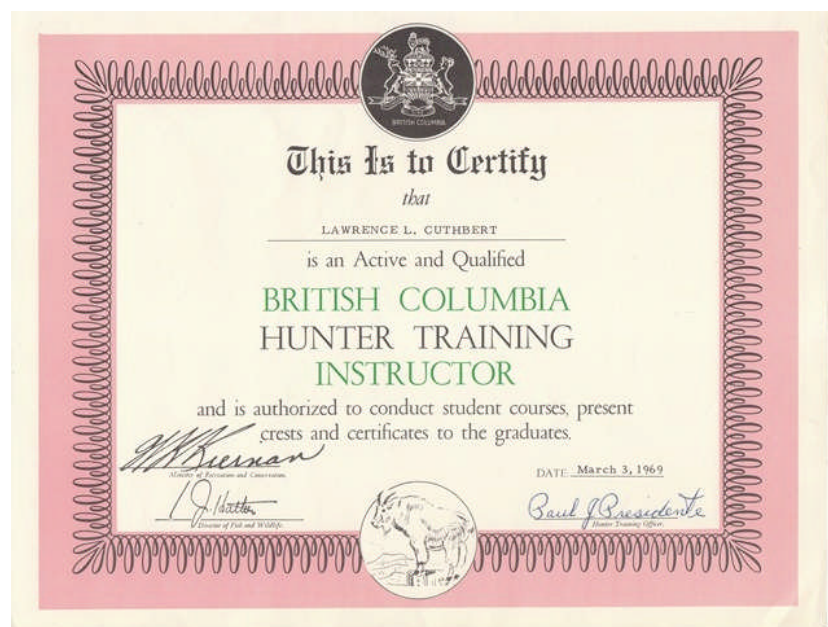 BRITISH COLUMBIA
This Is to Certify
that
LAWRENCE L. CUTHBERT
is an Active and Qualified
BRITISH COLUMBIA
HUNTER TRAINING
INSTRUCTOR
and is authorized to conduct student courses, present
crests and certificates to the graduates.
W K Kiernan
Minister of Recreation and Conservation.
DATE March 3, 1969
J. Hatter
Director of Fish and Wildlife.
Paul J Presidente
Hunter Training Officer.